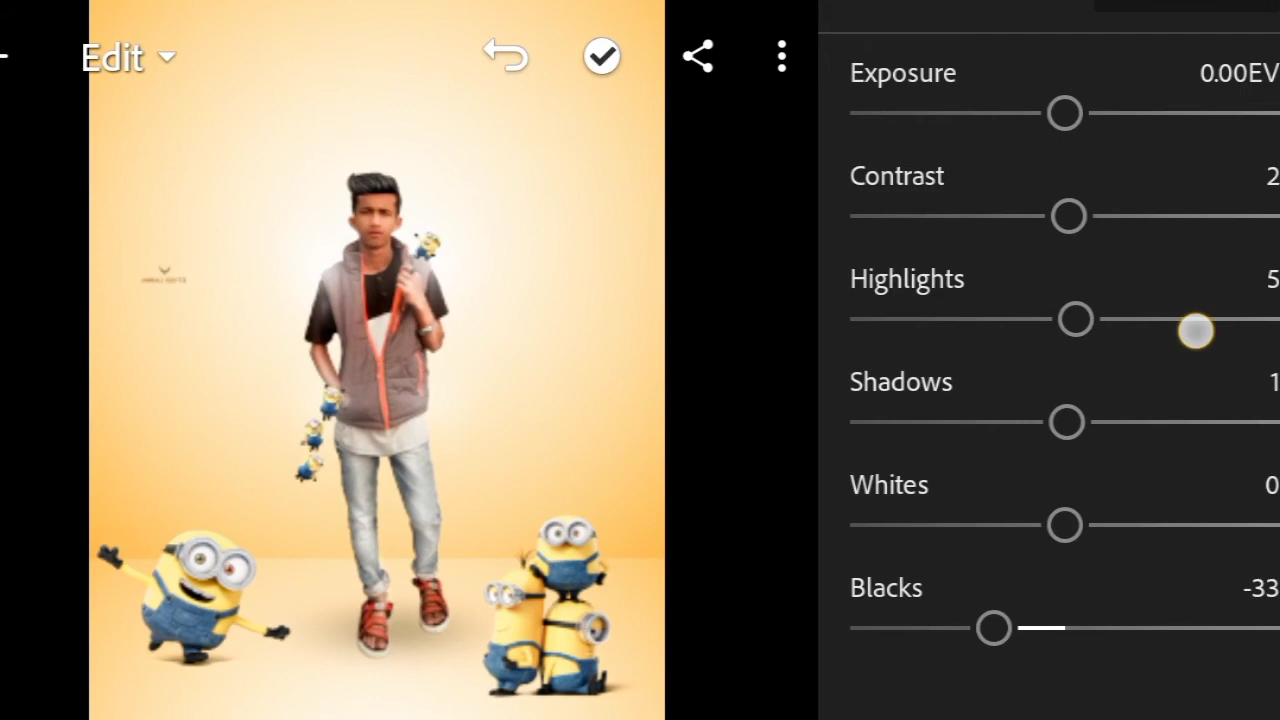 Edit
Exposure 0.00EV
Contrast 2
Highlights 5
Shadows 1
Whites 0
Blacks -33